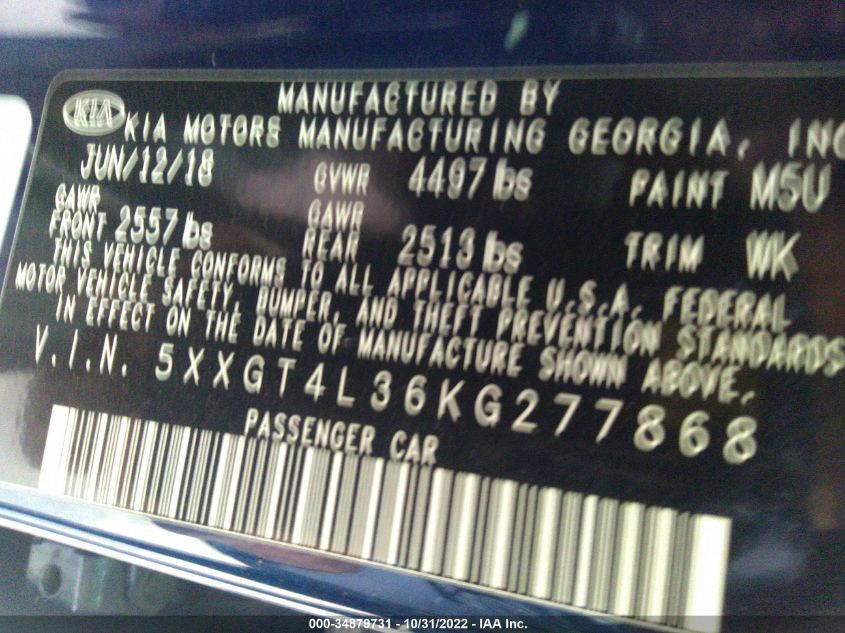 MANUFACTURED BY
KIA KIA MOTORS MANUFACTURING GEORGIA, INC
JUN/12/18 GVWR 4497 lbs PAINT M5U
GAWR FRONT 2557 lbs GAWR REAR 2513 lbs TRIM WK
THIS VEHICLE CONFORMS TO ALL APPLICABLE U.S.A. FEDERAL
MOTOR VEHICLE SAFETY, BUMPER, AND THEFT PREVENTION STANDARDS
IN EFFECT ON THE DATE OF MANUFACTURE SHOWN ABOVE.
V.I.N. 5XXGT4L36KG277868
PASSENGER CAR
000-34879731 - 10/31/2022 - IAA Inc.